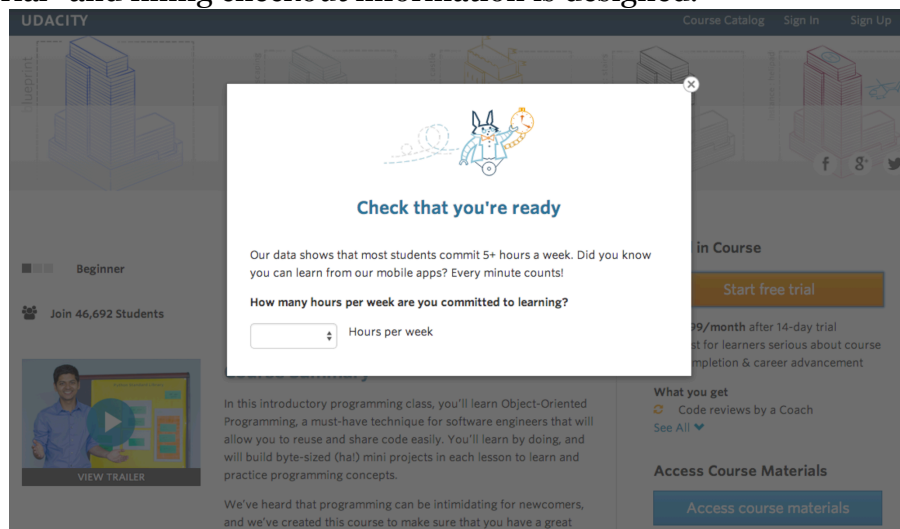 and filling checkout information is designed.
UDACITY
Course Catalog Sign In Sign Up
blueprint
Check that you're ready
Our data shows that most students commit 5+ hours a week. Did you know
you can learn from our mobile apps? Every minute counts!
How many hours per week are you committed to learning?
Hours per week
Beginner
Join 46,692 Students
VIEW TRAILER
In this introductory programming class, you'll learn Object-Oriented
Programming, a must-have technique for software engineers that will
allow you to reuse and share code easily. You'll learn by doing, and
will build byte-sized (ha!) mini projects in each lesson to learn and
practice programming concepts.
We've heard that programming can be intimidating for newcomers,
and we've created this course to make sure that you have a great
in Course
Start free trial
99/month after 14-day trial
st for learners serious about course
mpletion & career advancement
What you get
Code reviews by a Coach
See All
Access Course Materials
Access course materials